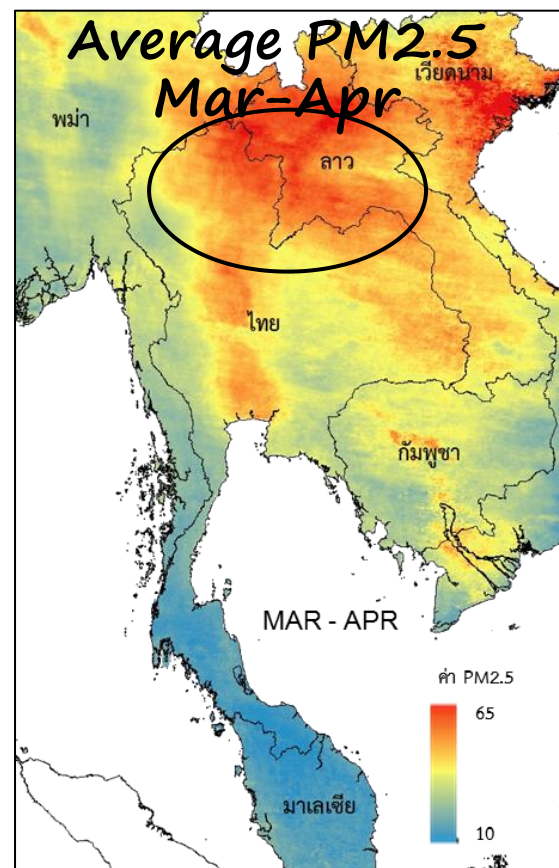 Average PM2.5
Mar-Apr
เวียดนาม
พม่า
ลาว
ไทย
กัมพูชา
MAR - APR
ค่า PM2.5
65
10
มาเลเซีย